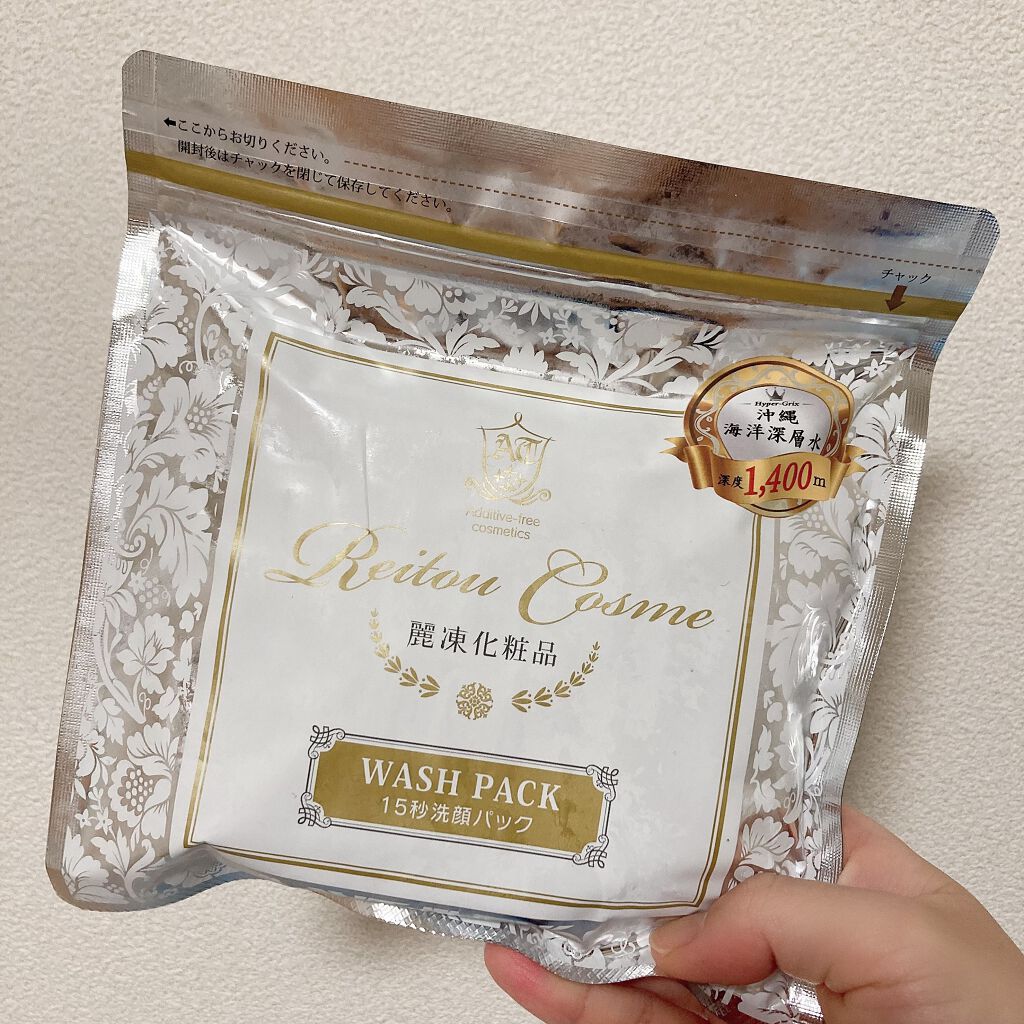 ⬅ここからお切りください。
開封後はチャックを閉じて保存してください。
チャック
Hyper-Grix
沖縄
海洋深層水
深度1,400m
AT
Additive-free
cosmetics
Reitou Cosme
麗凍化粧品
WASH PACK
15秒洗顔パック